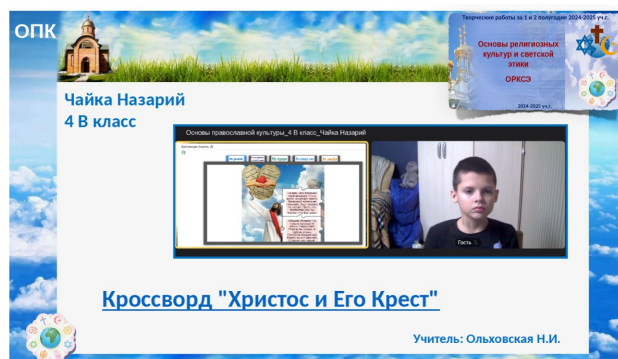 ОПК
Творческие работы за 1 и 2 полугодие 2024-2025 уч.г.
Основы религиозных
культур и светской
этики
ОРКСЭ
2024-2025 уч.г.
Чайка Назарий
4 В класс
Основы православной культуры_4 В класс_Чайка Назарий
Гость
Кроссворд "Христос и Его Крест"
Учитель: Ольховская Н.И.